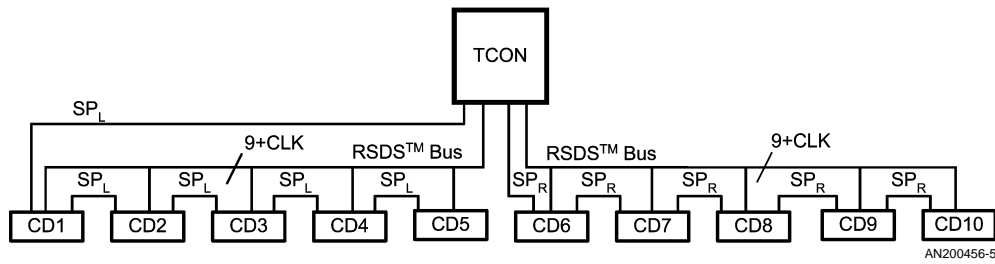 TCON
SPL
9+CLK
9+CLK
RSDS™ Bus
RSDS™ Bus
SPL SPL SPL SPL SPR SPR SPR SPR SPR
CD1 CD2 CD3 CD4 CD5 CD6 CD7 CD8 CD9 CD10
AN200456-5